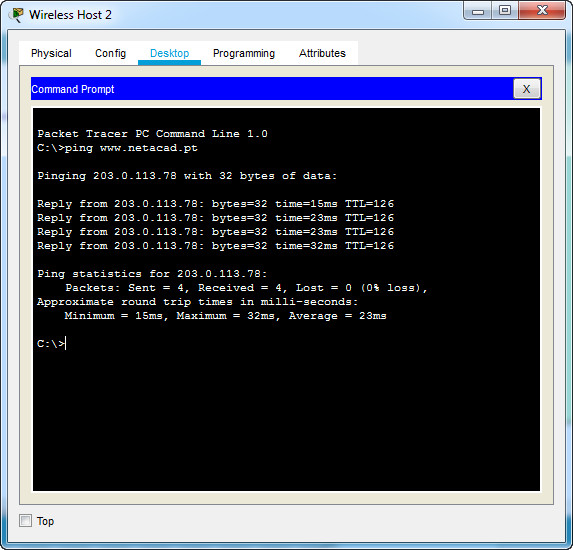 Wireless Host 2
Physical Config Desktop Programming Attributes
Command Prompt X
Packet Tracer PC Command Line 1.0
C:\>ping www.netacad.pt
Pinging 203.0.113.78 with 32 bytes of data:
Reply from 203.0.113.78: bytes=32 time=15ms TTL=126
Reply from 203.0.113.78: bytes=32 time=23ms TTL=126
Reply from 203.0.113.78: bytes=32 time=23ms TTL=126
Reply from 203.0.113.78: bytes=32 time=32ms TTL=126
Ping statistics for 203.0.113.78:
Packets: Sent = 4, Received = 4, Lost = 0 (0% loss),
Approximate round trip times in milli-seconds:
Minimum = 15ms, Maximum = 32ms, Average = 23ms
C:\>
Top